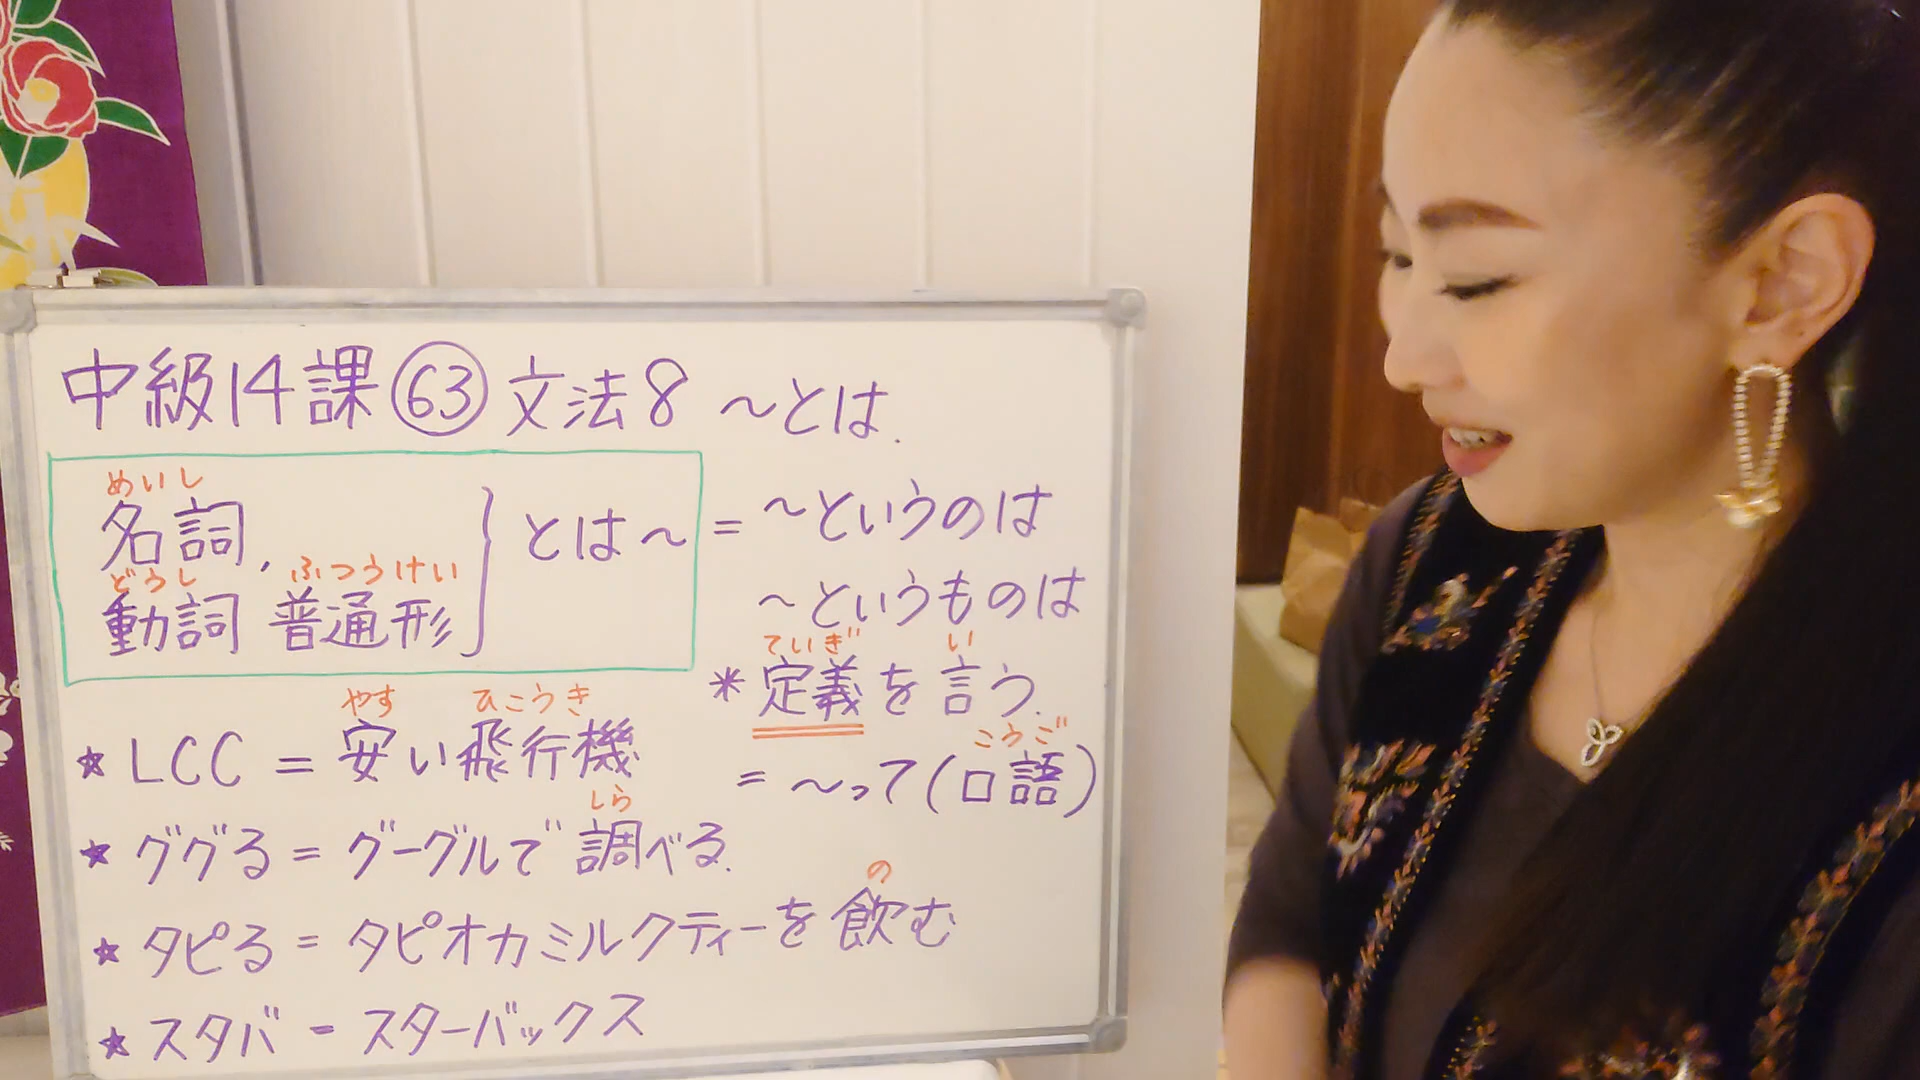 中級14課 63 文法8 ～とは.
めいし
名詞,
どうし ふつうけい
動詞 普通形
とは～ = ～というのは
～というものは
ていぎ い
*定義を言う.
こうご
= ～って(口語)
やす ひこうき
★ LCC = 安い飛行機
しら
★ ググる = グーグルで調べる.
の
★ タピる = タピオカミルクティーを飲む
★ スタバ - スターバックス